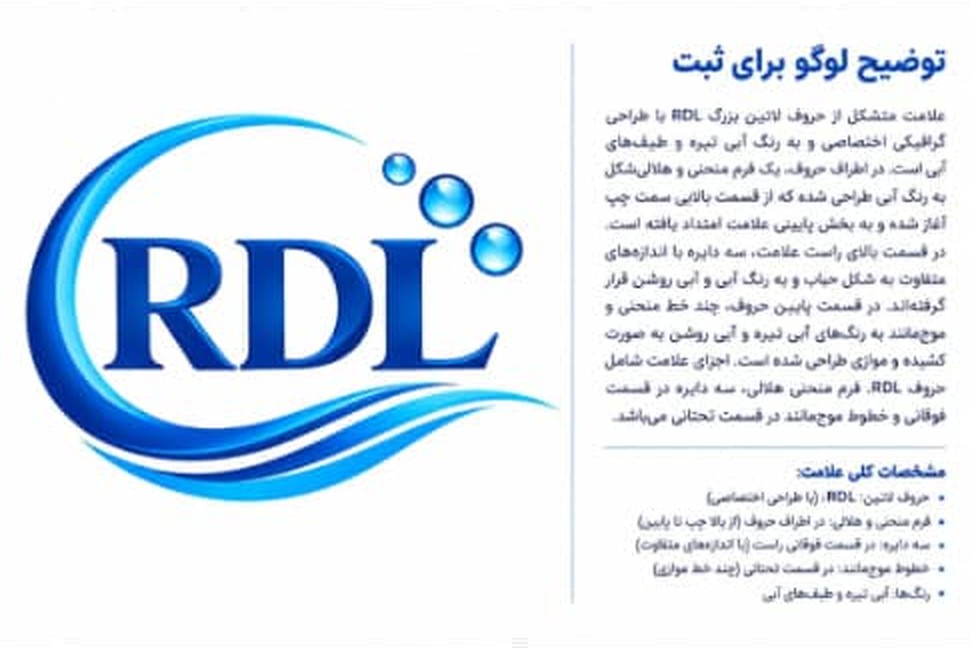 RDL
توضیح لوگو برای ثبت
علامت متشکل از حروف لاتین بزرگ RDL با طراحی
گرافیکی اختصاصی و به رنگ آبی تیره و طیف‌های
آبی است. در اطراف حروف، یک فرم منحنی و هلالی‌شکل
به رنگ آبی طراحی شده که از قسمت بالایی سمت چپ
آغاز شده و به بخش پایینی علامت امتداد یافته است.
در قسمت بالای راست علامت، سه دایره با اندازه‌های
متفاوت به شکل حباب و به رنگ آبی و آبی روشن قرار
گرفته‌اند. در قسمت پایین حروف، چند خط منحنی و
موج‌مانند به رنگ‌های آبی تیره و آبی روشن به صورت
کشیده و موازی طراحی شده است. اجزای علامت شامل
حروف RDL، فرم منحنی هلالی، سه دایره در قسمت
فوقانی و خطوط موج‌مانند در قسمت تحتانی می‌باشد.
مشخصات کلی علامت:
• حروف لاتین: RDL، (با طراحی اختصاصی)
• فرم منحنی و هلالی: در اطراف حروف (از بالا چپ تا پایین)
• سه دایره: در قسمت فوقانی راست (با اندازه‌های متفاوت)
• خطوط موج‌مانند: در قسمت تحتانی (چند خط موازی)
• رنگ‌ها: آبی تیره و طیف‌های آبی